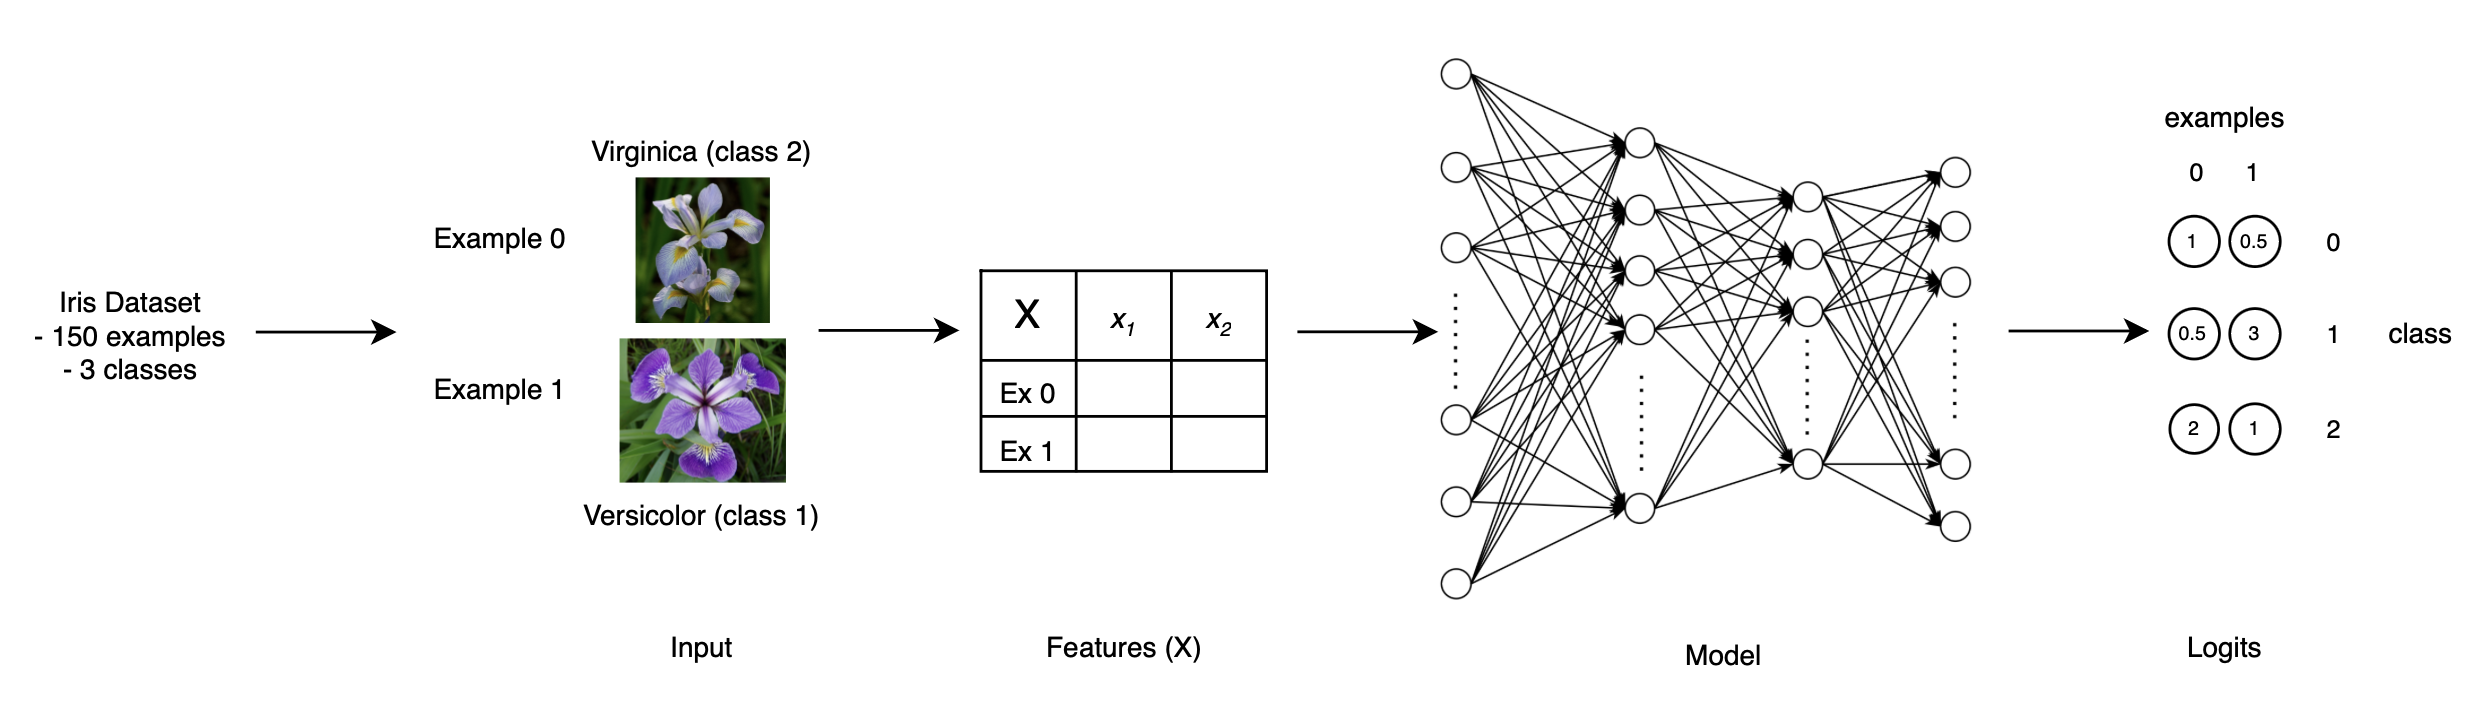 Iris Dataset
- 150 examples
- 3 classes
Virginica (class 2)
Example 0
Example 1
Versicolor (class 1)
Input
X x1 x2
Ex 0
Ex 1
Features (X)
Model
examples
0 1
1 0.5 0
0.5 3 1 class
2 1 2
Logits